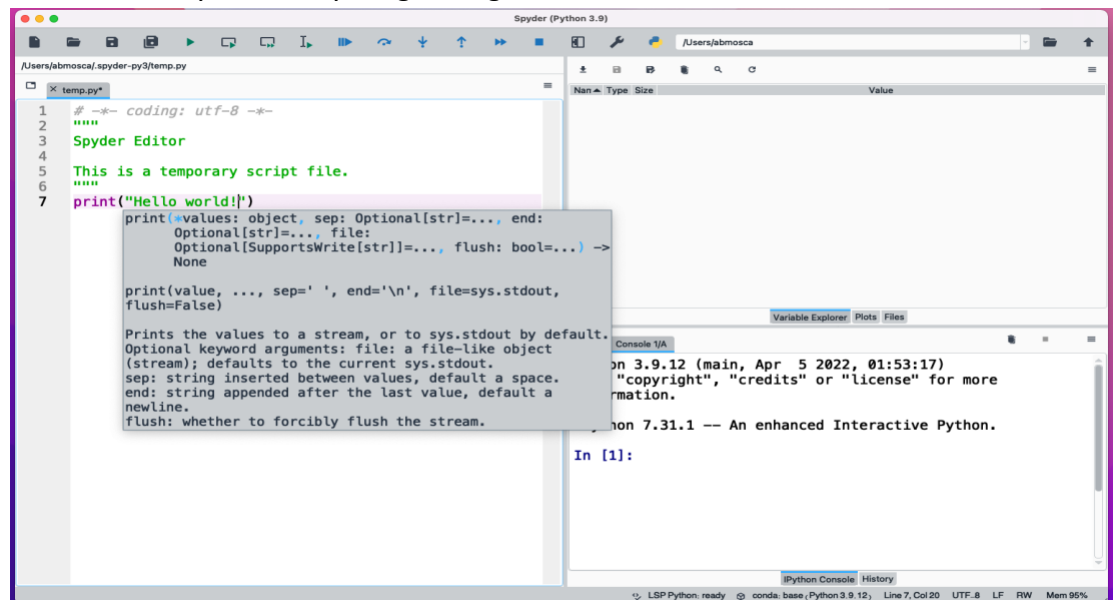 Spyder (Python 3.9)
/Users/abmosca
/Users/abmosca/.spyder-py3/temp.py
temp.py*
1 # -*- coding: utf-8 -*-
2 """
3 Spyder Editor
4
5 This is a temporary script file.
6 """
7 print("Hello world!")
print(*values: object, sep: Optional[str]=..., end:
Optional[str]=..., file:
Optional[SupportsWrite[str]]=..., flush: bool=...) ->
None
print(value, ..., sep=' ', end='\n', file=sys.stdout,
flush=False)
Prints the values to a stream, or to sys.stdout by default.
Optional keyword arguments: file: a file-like object
(stream); defaults to the current sys.stdout.
sep: string inserted between values, default a space.
end: string appended after the last value, default a
newline.
flush: whether to forcibly flush the stream.
Nan Type Size Value
Variable Explorer Plots Files
Console 1/A
on 3.9.12 (main, Apr 5 2022, 01:53:17)
"copyright", "credits" or "license" for more
rmation.
hon 7.31.1 -- An enhanced Interactive Python.
In [1]:
IPython Console History
LSP Python: ready conda: base (Python 3.9.12) Line 7, Col 20 UTF-8 LF RW Mem 95%